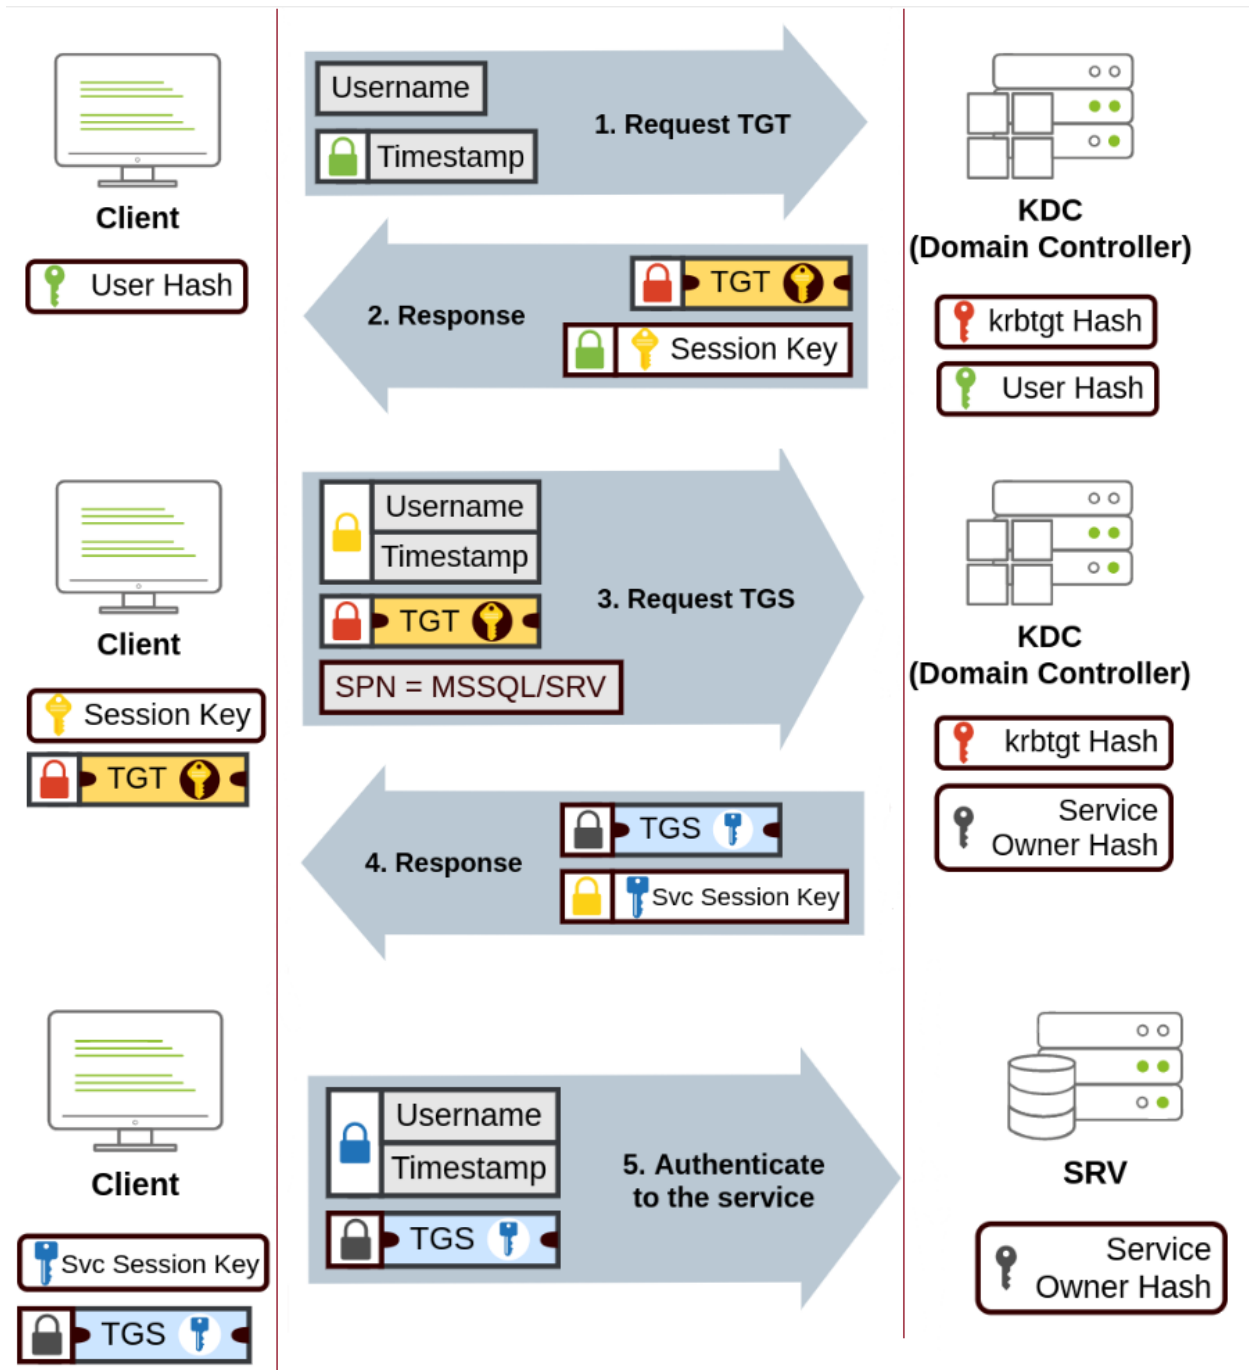 Username
Timestamp
1. Request TGT
Client
User Hash
KDC
(Domain Controller)
krbtgt Hash
User Hash
TGT
2. Response
Session Key
Username
Timestamp
TGT
SPN = MSSQL/SRV
3. Request TGS
Client
Session Key
TGT
KDC
(Domain Controller)
krbtgt Hash
Service
Owner Hash
TGS
4. Response
Svc Session Key
Username
Timestamp
TGS
5. Authenticate
to the service
Client
Svc Session Key
TGS
SRV
Service
Owner Hash